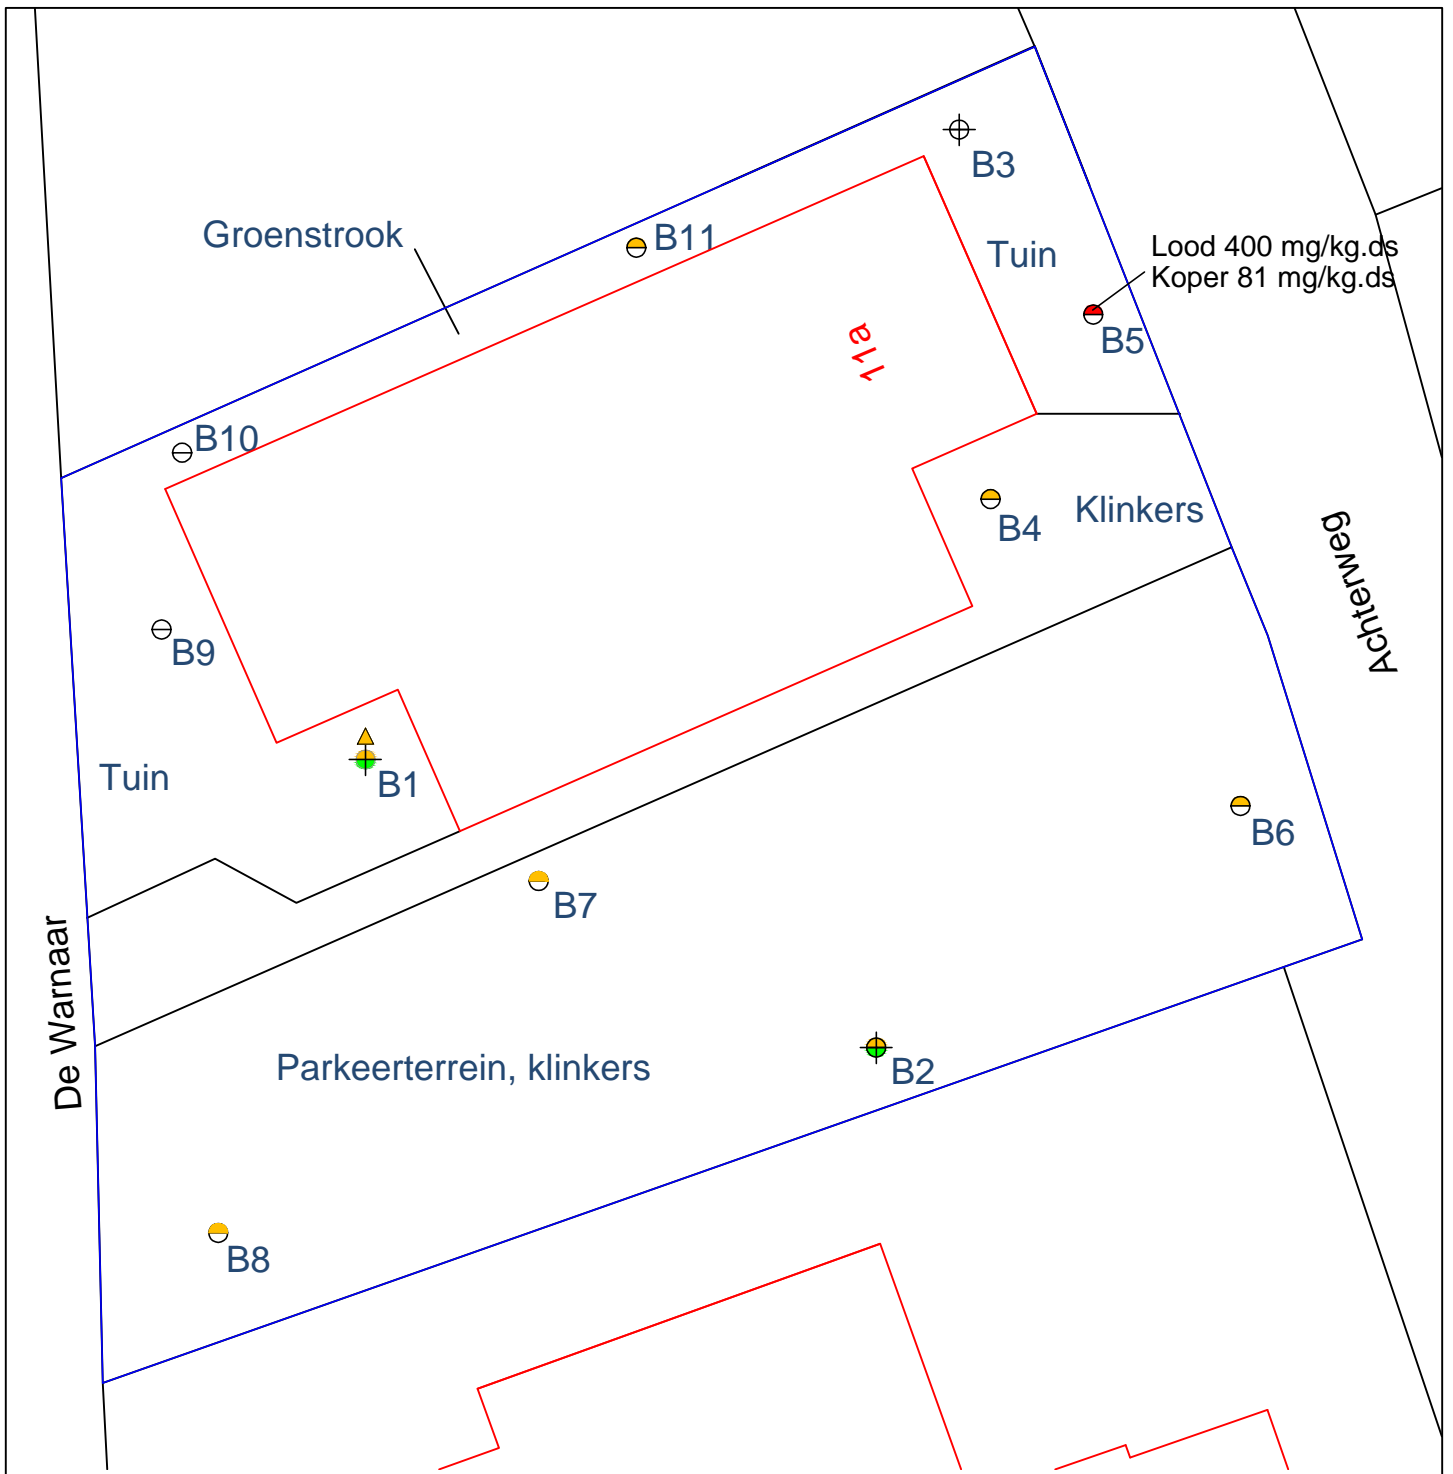 B3
Groenstrook
B11
Tuin
Lood 400 mg/kg.ds
Koper 81 mg/kg.ds
B5
11a
B10
Klinkers
B4
Achterweg
B9
Tuin
B1
B6
B7
De Warnaar
Parkeerterrein, klinkers
B2
B8